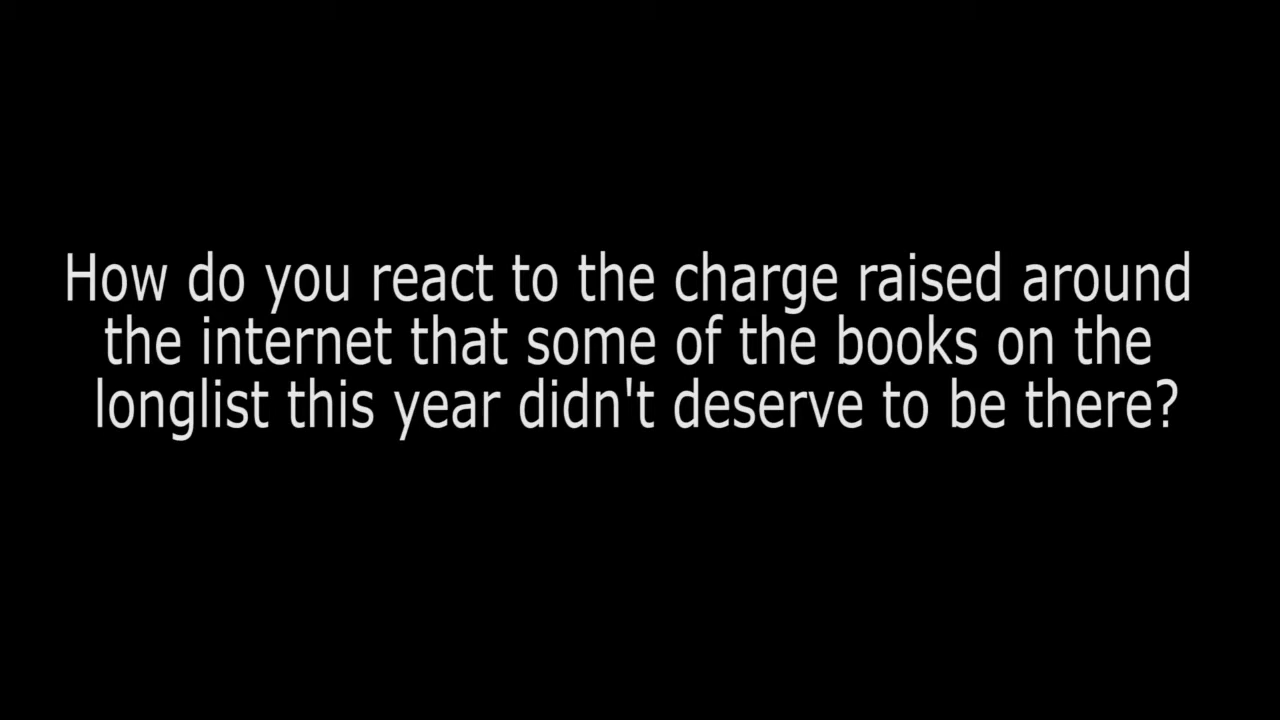 How do you react to the charge raised around
the internet that some of the books on the
longlist this year didn't deserve to be there?